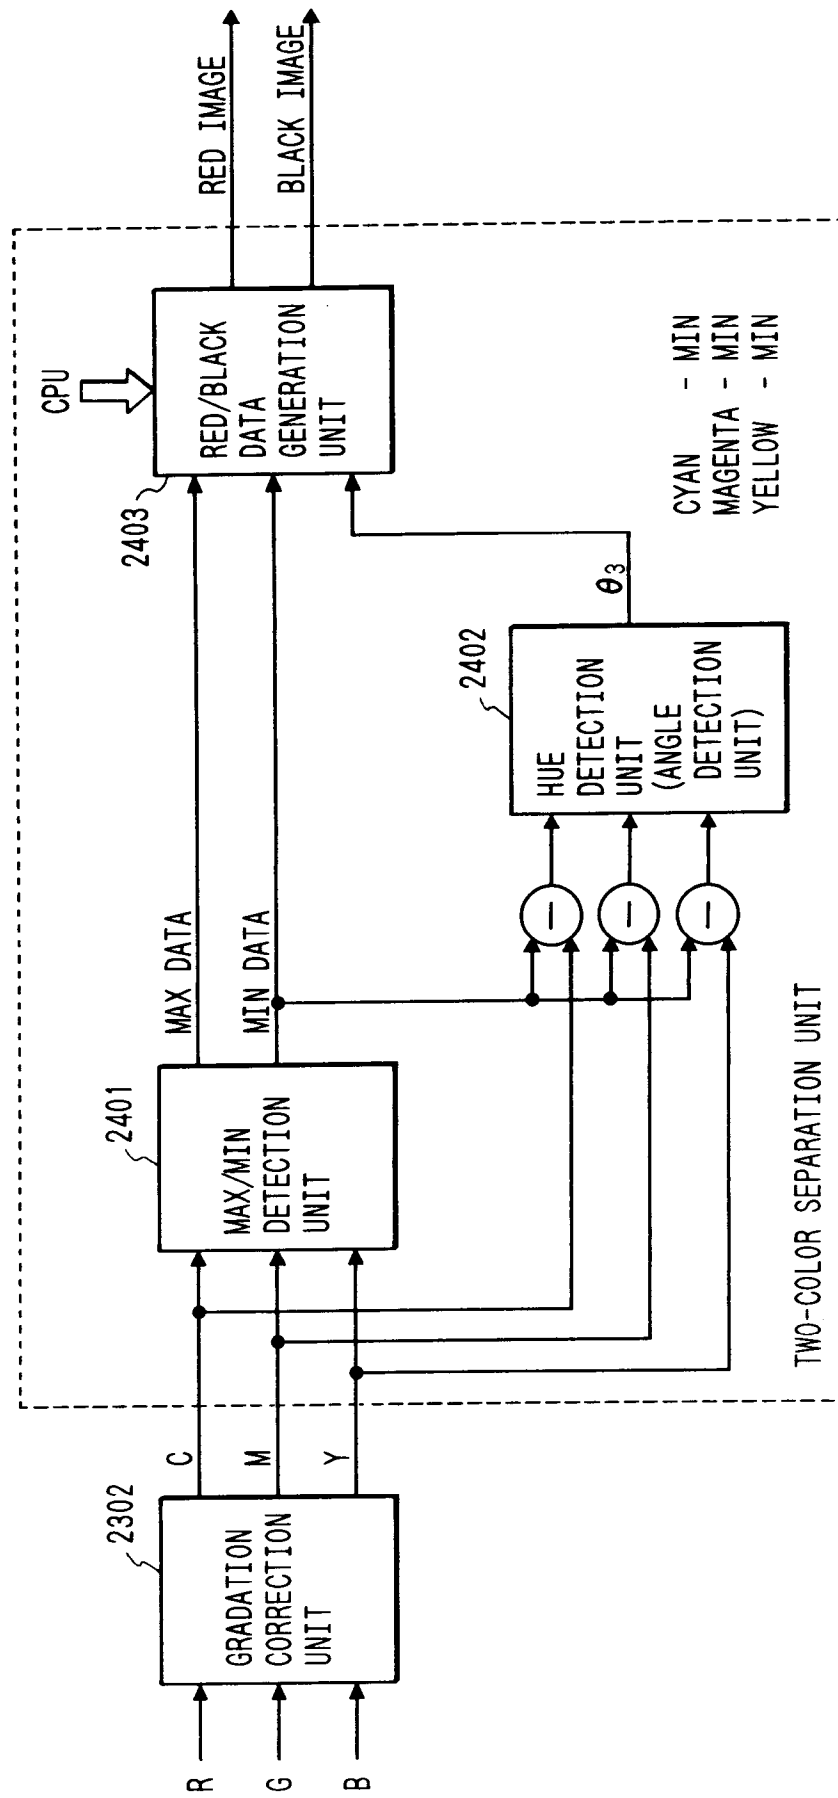 R
G
B
2302
GRADATION
CORRECTION
UNIT
C
M
Y
2401
MAX/MIN
DETECTION
UNIT
MAX DATA
MIN DATA
2402
HUE
DETECTION
UNIT
(ANGLE
DETECTION
UNIT)
θ3
CPU
2403
RED/BLACK
DATA
GENERATION
UNIT
RED IMAGE
BLACK IMAGE
CYAN - MIN
MAGENTA - MIN
YELLOW - MIN
TWO-COLOR SEPARATION UNIT